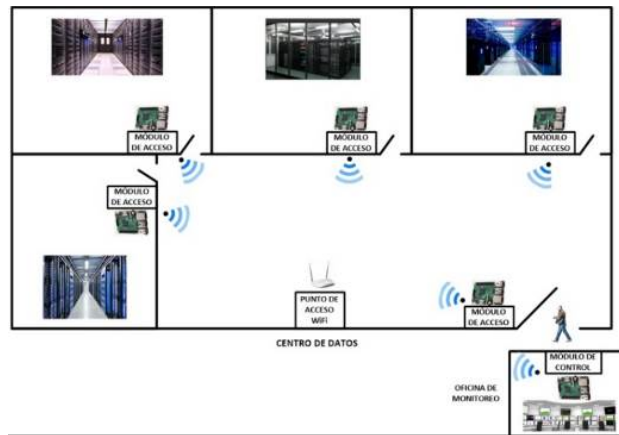 MÓDULO
DE ACCESO
MÓDULO
DE ACCESO
MÓDULO
DE ACCESO
MÓDULO
DE ACCESO
PUNTO DE
ACCESO
WiFi
MÓDULO
DE ACCESO
CENTRO DE DATOS
MÓDULO DE
CONTROL
OFICINA DE
MONITOREO